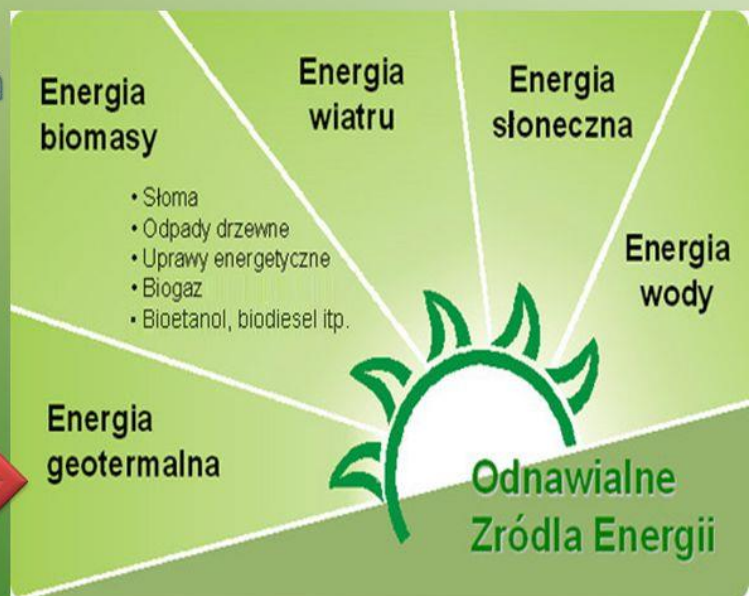 Energia
biomasy
• Słoma
• Odpady drzewne
• Uprawy energetyczne
• Biogaz
• Bioetanol, biodiesel itp.
Energia
wiatru
Energia
słoneczna
Energia
wody
Energia
geotermalna
Odnawialne
Zródla Energii